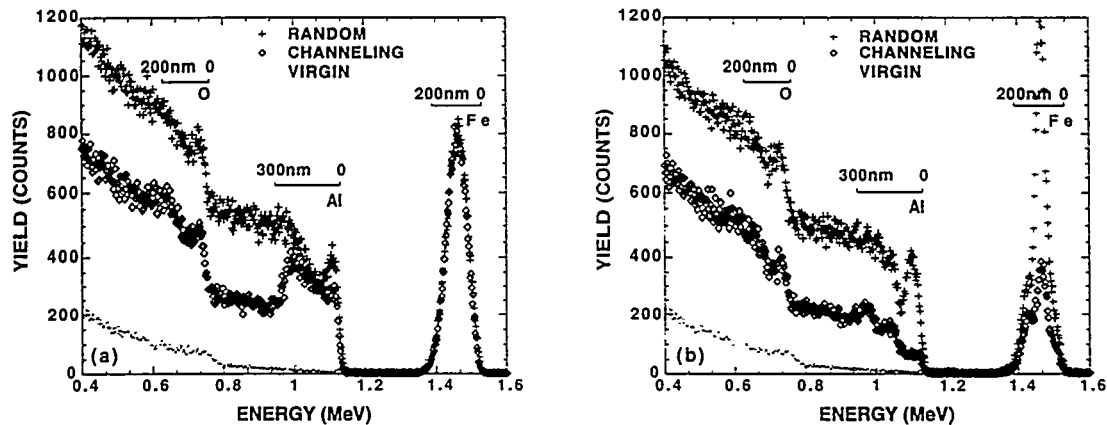 1200
1000
800
600
400
200
0
YIELD (COUNTS)
+ RANDOM
◇ CHANNELING
VIRGIN
200nm 0
O
300nm 0
Al
200nm 0
Fe
(a)
0.4 0.6 0.8 1 1.2 1.4 1.6
ENERGY (MeV)
1200
1000
800
600
400
200
0
YIELD (COUNTS)
+ RANDOM
◇ CHANNELING
VIRGIN
200nm 0
O
300nm 0
Al
200nm 0
Fe
(b)
0.4 0.6 0.8 1 1.2 1.4 1.6
ENERGY (MeV)